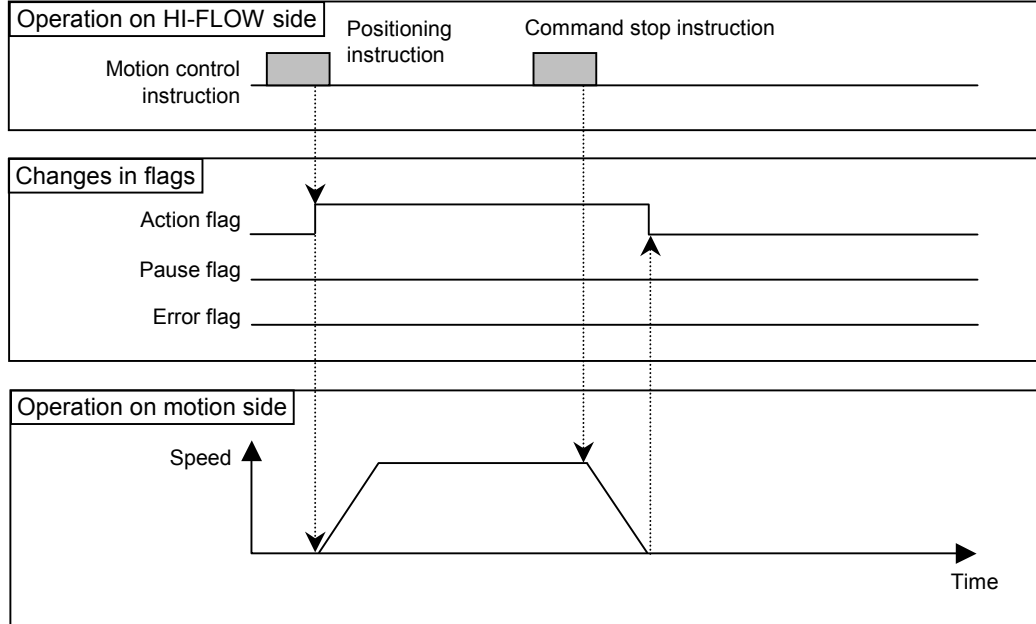 Operation on HI-FLOW side
Positioning
instruction
Command stop instruction
Motion control
instruction
Changes in flags
Action flag
Pause flag
Error flag
Operation on motion side
Speed
Time